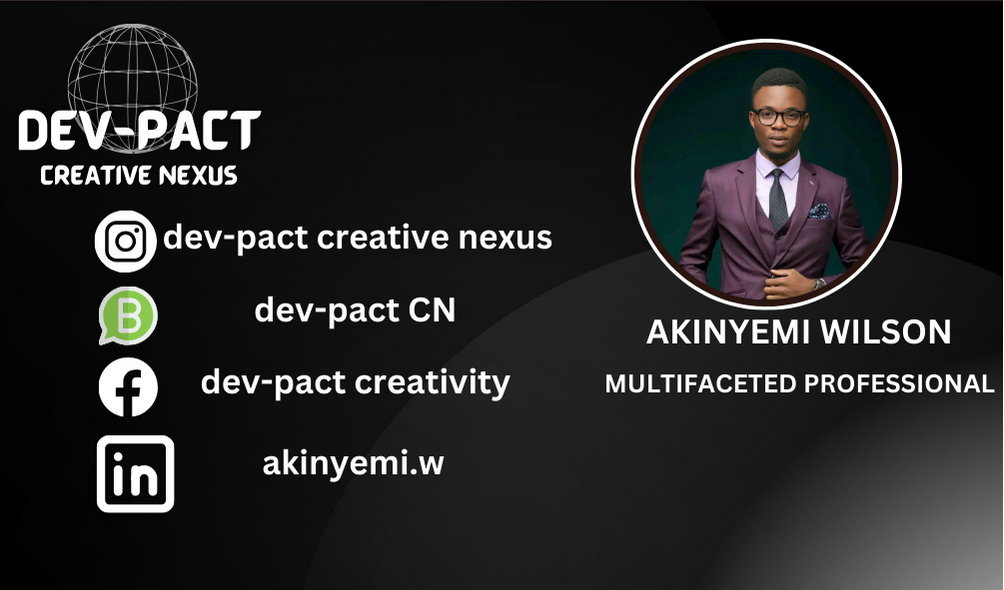 DEV-PACT
CREATIVE NEXUS
dev-pact creative nexus
B
dev-pact CN
dev-pact creativity
in
akinyemi.w
AKINYEMI WILSON
MULTIFACETED PROFESSIONAL